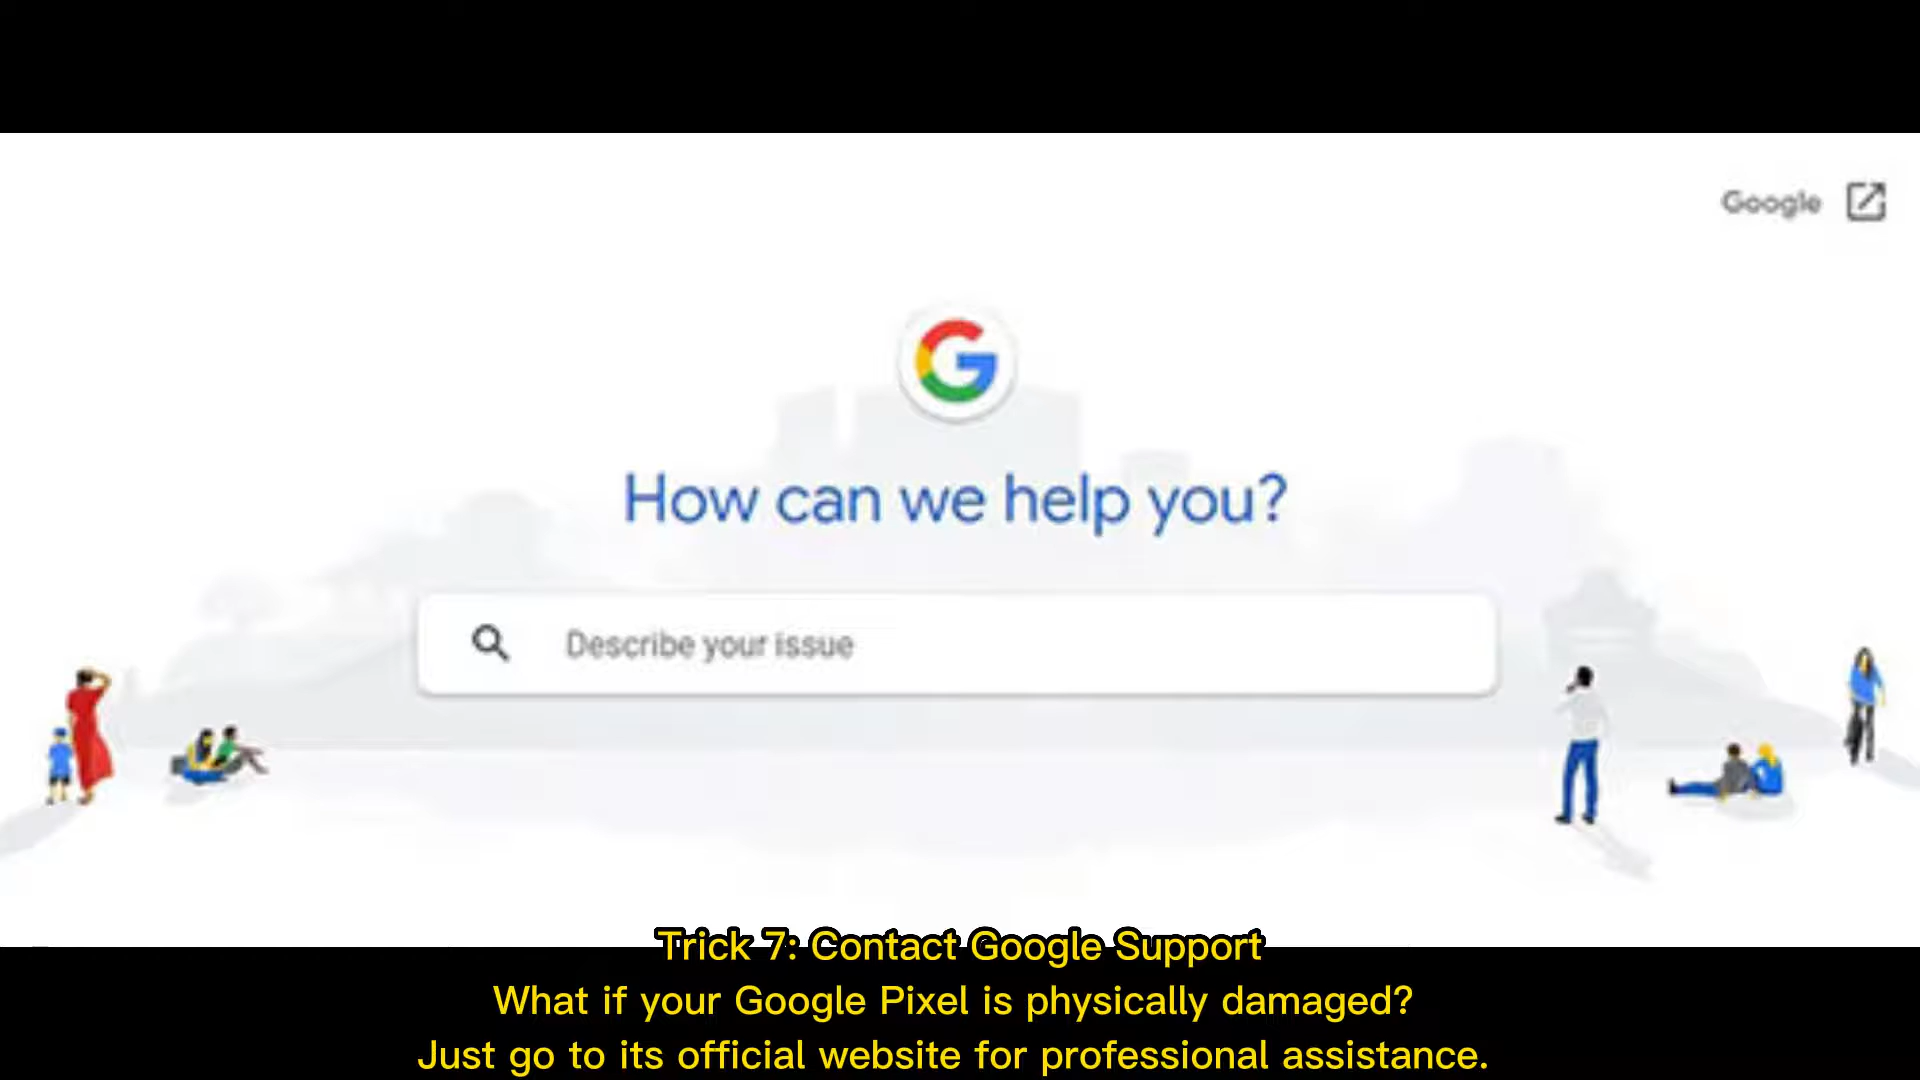 Google
How can we help you?
Describe your issue
Trick 7: Contact Google Support
What if your Google Pixel is physically damaged?
Just go to its official website for professional assistance.